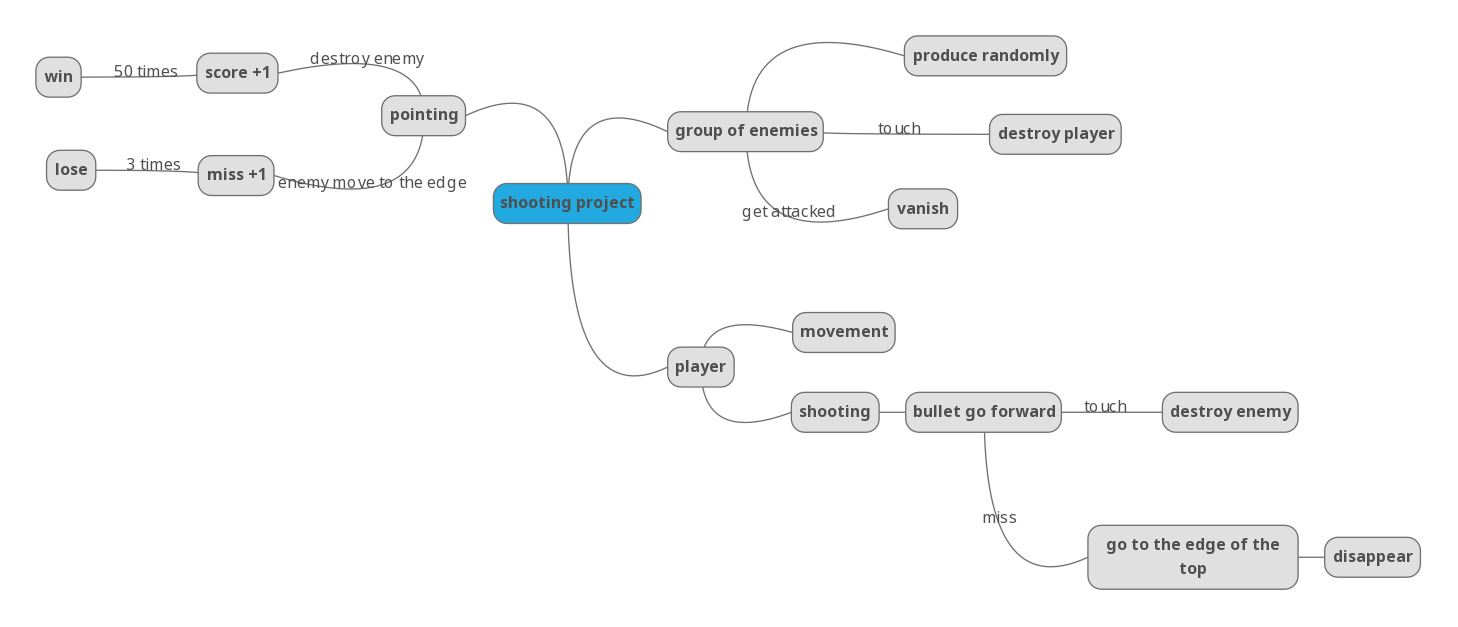 win
50 times
score +1
destroy enemy
pointing
lose
3 times
miss +1
enemy move to the edge
shooting project
group of enemies
produce randomly
touch
destroy player
get attacked
vanish
player
movement
shooting
bullet go forward
touch
destroy enemy
miss
go to the edge of the
top
disappear